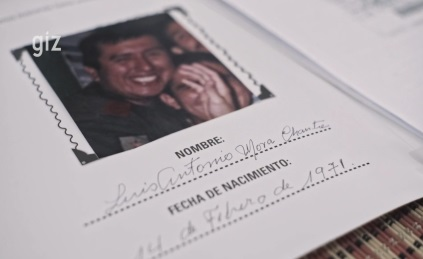 giz
NOMBRE:
Luis Antonio Mora
FECHA DE NACIMIENTO:
14 de Febrero de 1971.